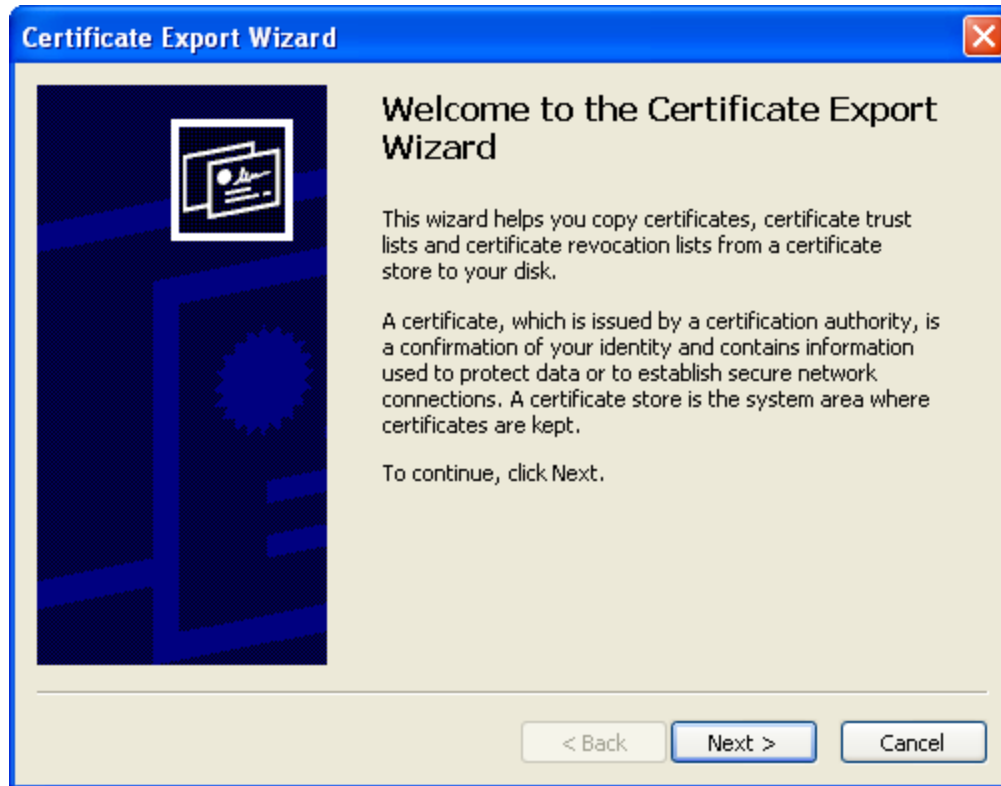 Certificate Export Wizard
Welcome to the Certificate Export
Wizard
This wizard helps you copy certificates, certificate trust
lists and certificate revocation lists from a certificate
store to your disk.
A certificate, which is issued by a certification authority, is
a confirmation of your identity and contains information
used to protect data or to establish secure network
connections. A certificate store is the system area where
certificates are kept.
To continue, click Next.
< Back Next > Cancel